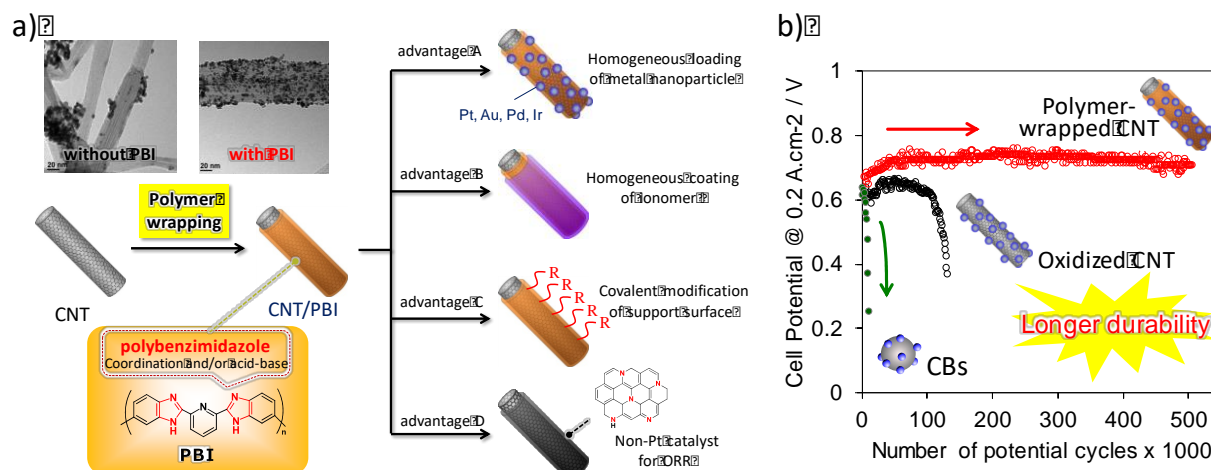 a)
without PBI
20 nm
with PBI
20 nm
Polymer
wrapping
CNT
CNT/PBI
polybenzimidazole
Coordination and/or acid-base
N
N
N
N
H
N
H
n
PBI
advantage A
Pt, Au, Pd, Ir
Homogeneous loading
of metal nanoparticle
advantage B
Homogeneous coating
of ionomer
advantage C
R
R
R
R
R
Covalent modification
of support surface
advantage D
N
N
N
H
N
Non-Pt catalyst
for ORR
b)
Cell Potential @ 0.2 A.cm-2 / V
1
0.8
0.6
0.4
0.2
0
Polymer-
wrapped CNT
Oxidized CNT
Longer durability
CBs
0 100 200 300 400 500
Number of potential cycles x 1000